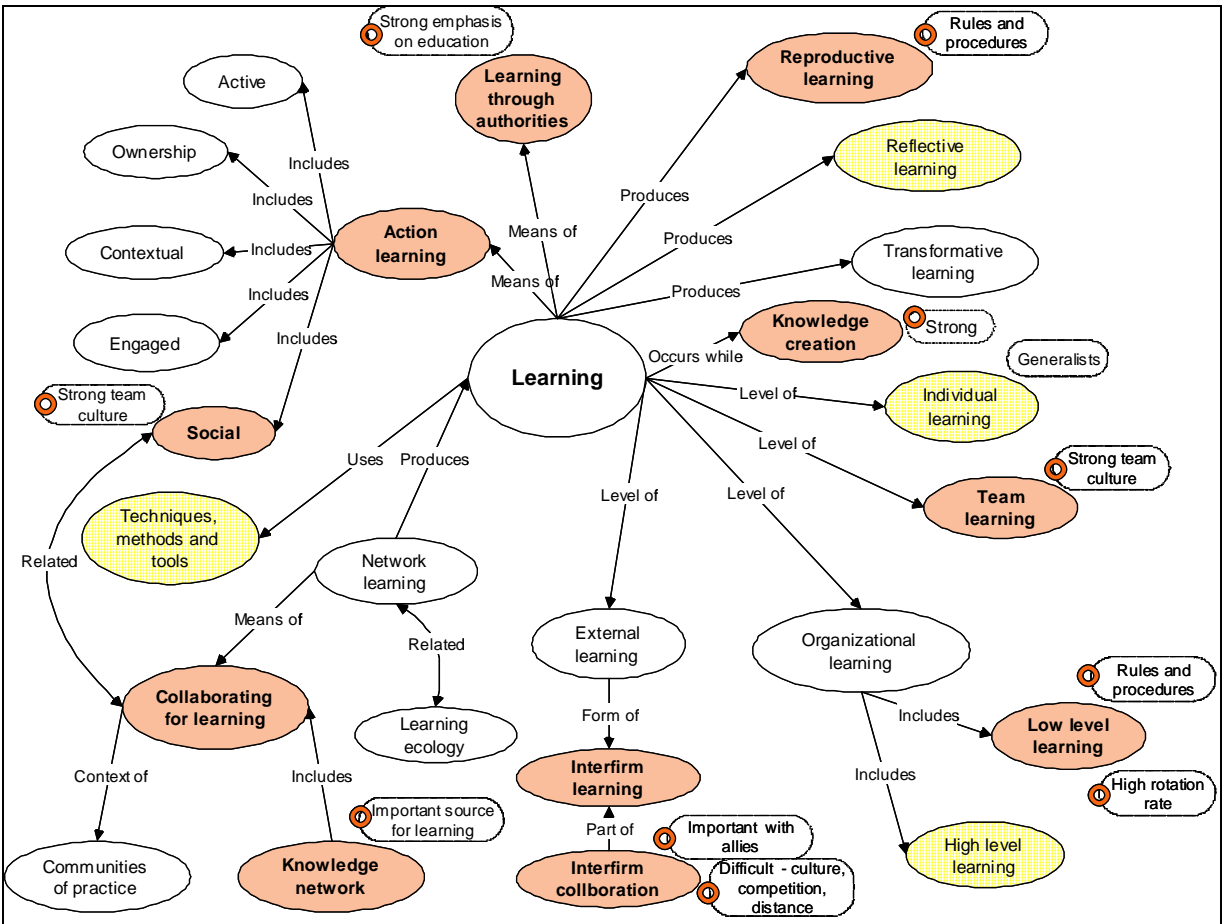 Strong emphasis
on education
Rules and
procedures
Active
Learning
through
authorities
Reproductive
learning
Ownership
Includes
Reflective
learning
Includes
Produces
Contextual
Includes
Action
learning
Means of
Produces
Transformative
learning
Includes
Means of
Produces
Engaged
Includes
Knowledge
creation
Strong
Occurs while
Generalists
Learning
Level of
Individual
learning
Strong team
culture
Social
Level of
Uses
Produces
Strong team
culture
Level of
Level of
Team
learning
Techniques,
methods and
tools
Related
Network
learning
Means of
Related
External
learning
Organizational
learning
Rules and
procedures
Collaborating
for learning
Form of
Includes
Low level
learning
Learning
ecology
Context of
Includes
Interfirm
learning
Includes
High rotation
rate
Important source
for learning
Part of
Important with
allies
High level
learning
Communities
of practice
Knowledge
network
Interfirm
collboration
Difficult - culture,
competition,
distance